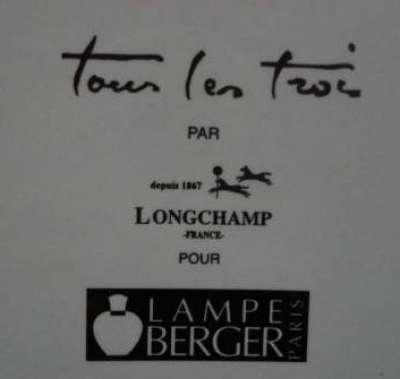 tous les trois
PAR
depuis 1867
LONGCHAMP
-FRANCE-
POUR
LAMPE
BERGER
PARIS